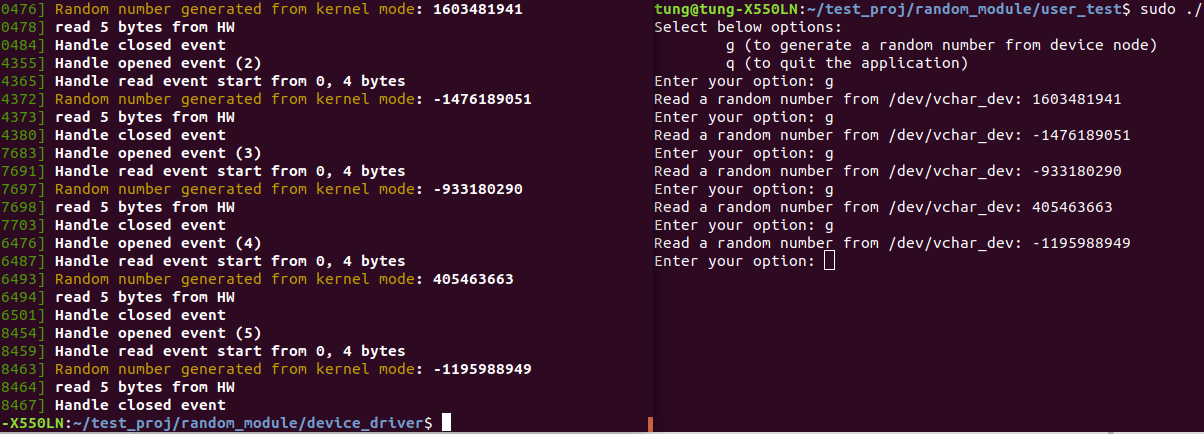 0476] Random number generated from kernel mode: 1603481941
0478] read 5 bytes from HW
0484] Handle closed event
4355] Handle opened event (2)
4365] Handle read event start from 0, 4 bytes
4372] Random number generated from kernel mode: -1476189051
4373] read 5 bytes from HW
4380] Handle closed event
7683] Handle opened event (3)
7691] Handle read event start from 0, 4 bytes
7697] Random number generated from kernel mode: -933180290
7698] read 5 bytes from HW
7703] Handle closed event
6476] Handle opened event (4)
6487] Handle read event start from 0, 4 bytes
6493] Random number generated from kernel mode: 405463663
6494] read 5 bytes from HW
6501] Handle closed event
8454] Handle opened event (5)
8459] Handle read event start from 0, 4 bytes
8463] Random number generated from kernel mode: -1195988949
8464] read 5 bytes from HW
8467] Handle closed event
-X550LN:~/test_proj/random_module/device_driver$
tung@tung-X550LN:~/test_proj/random_module/user_test$ sudo ./
Select below options:
g (to generate a random number from device node)
q (to quit the application)
Enter your option: g
Read a random number from /dev/vchar_dev: 1603481941
Enter your option: g
Read a random number from /dev/vchar_dev: -1476189051
Enter your option: g
Read a random number from /dev/vchar_dev: -933180290
Enter your option: g
Read a random number from /dev/vchar_dev: 405463663
Enter your option: g
Read a random number from /dev/vchar_dev: -1195988949
Enter your option: